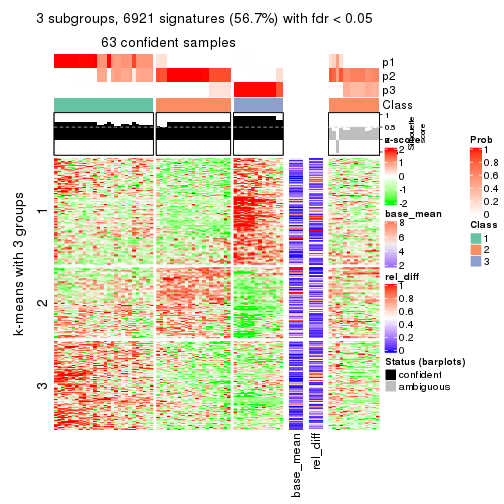 3 subgroups, 6921 signatures (56.7%) with fdr < 0.05
63 confident samples
p1
p2
p3
Class
1
0.5
0
Silhouette
score
k-means with 3 groups
1
2
3
base_mean
rel_diff
z-score
2
1
0
-1
-2
base_mean
8
6
4
2
rel_diff
1
0.8
0.6
0.4
0.2
0
Status (barplots)
confident
ambiguous
Prob
1
0.8
0.6
0.4
0.2
0
Class
1
2
3